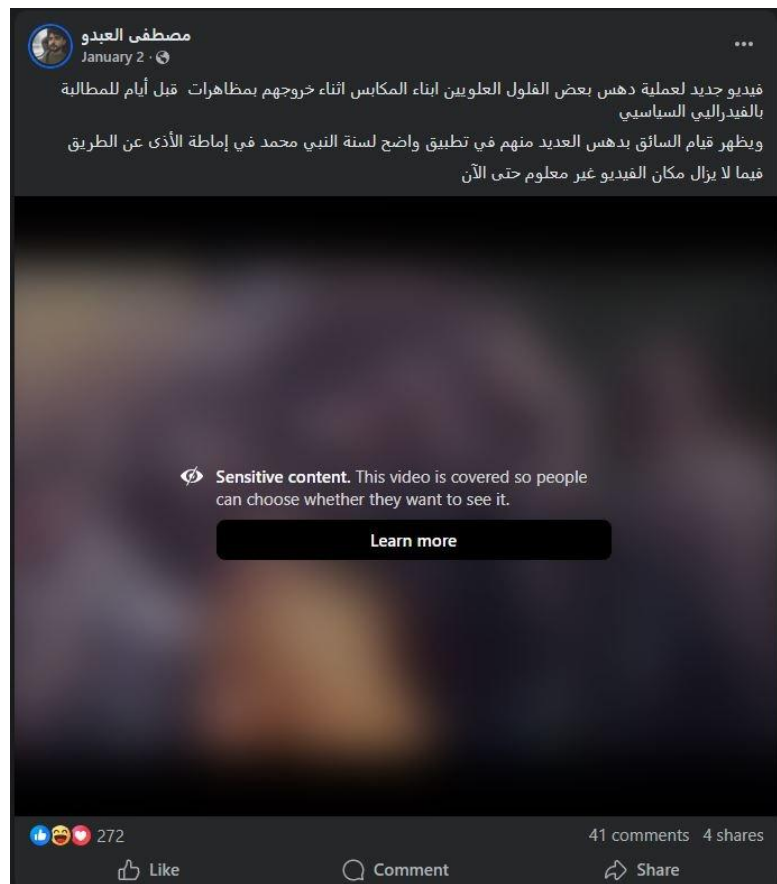 مصطفى العبدو
January 2
فيديو جديد لعملية دهس بعض الفلول العلويين ابناء المكابس اثناء خروجهم بمظاهرات قبل أيام للمطالبة
بالفيدراليي السياسيي
ويظهر قيام السائق بدهس العديد منهم في تطبيق واضح لسنة النبي محمد في إماطة الأذى عن الطريق
فيما لا يزال مكان الفيديو غير معلوم حتى الآن
Sensitive content. This video is covered so people
can choose whether they want to see it.
Learn more
272
41 comments 4 shares
Like Comment Share